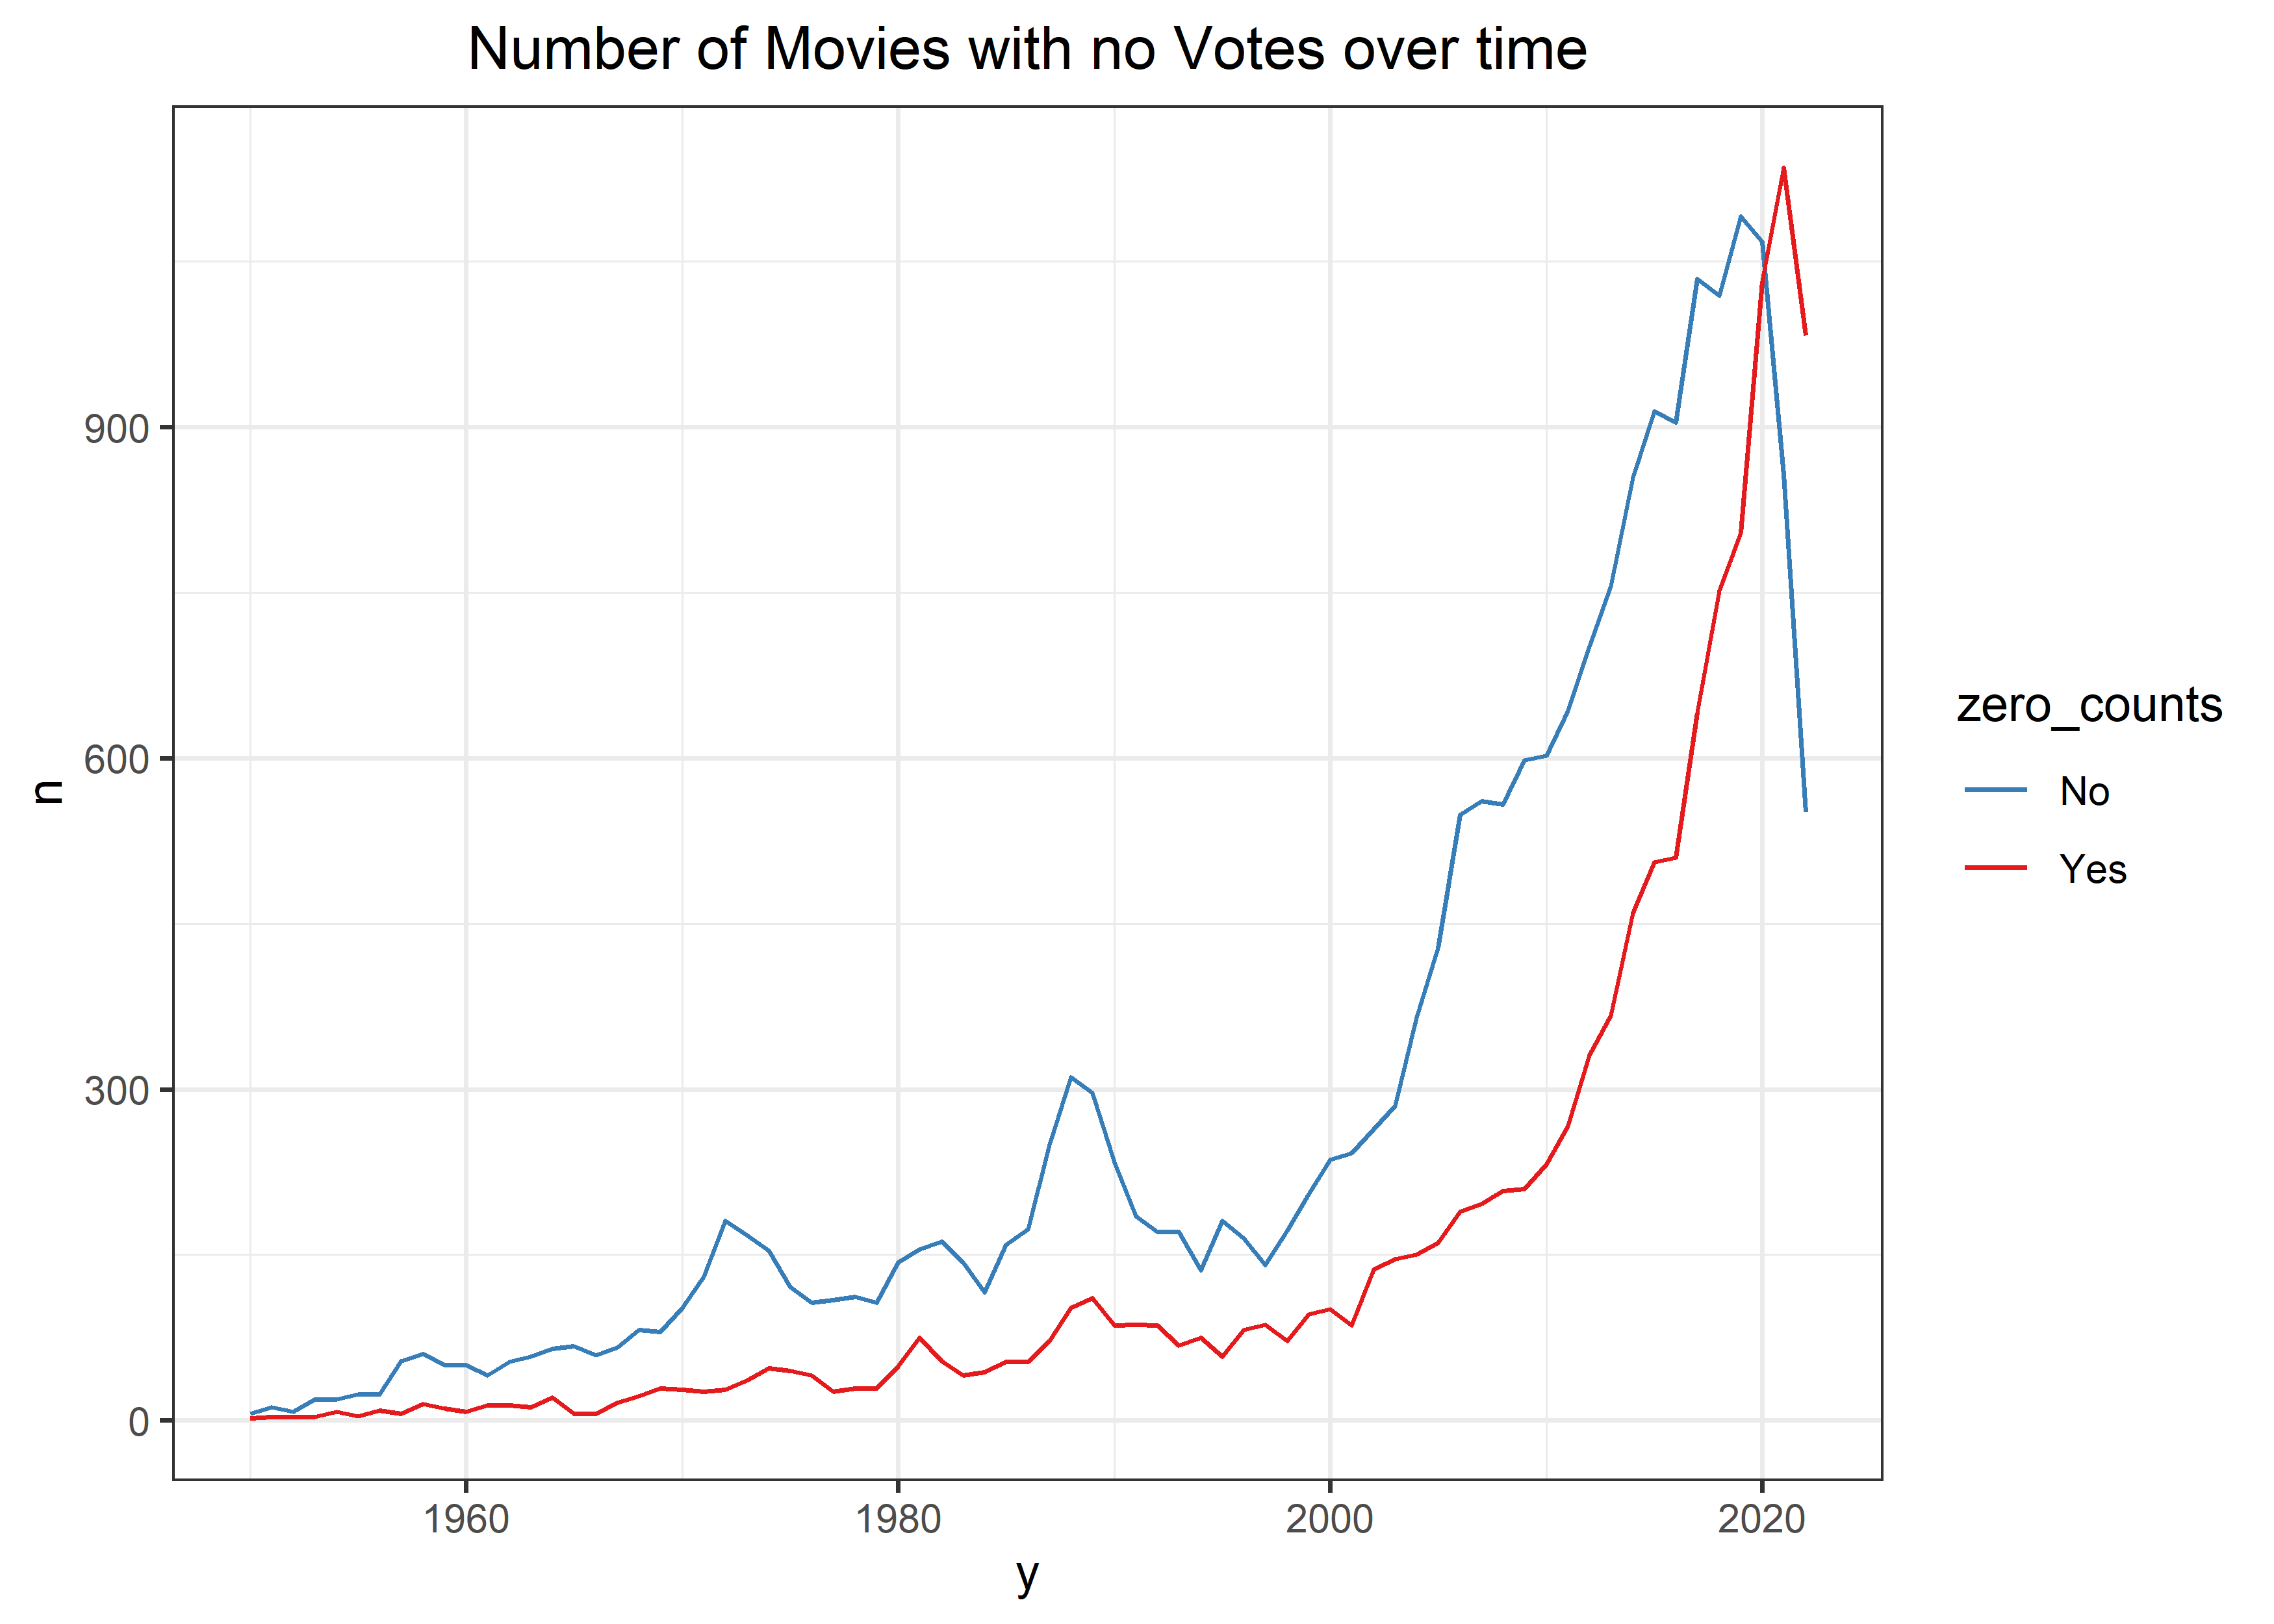 Number of Movies with no Votes over time
900
600
300
0
n
1960 1980 2000 2020
y
zero_counts
No
Yes